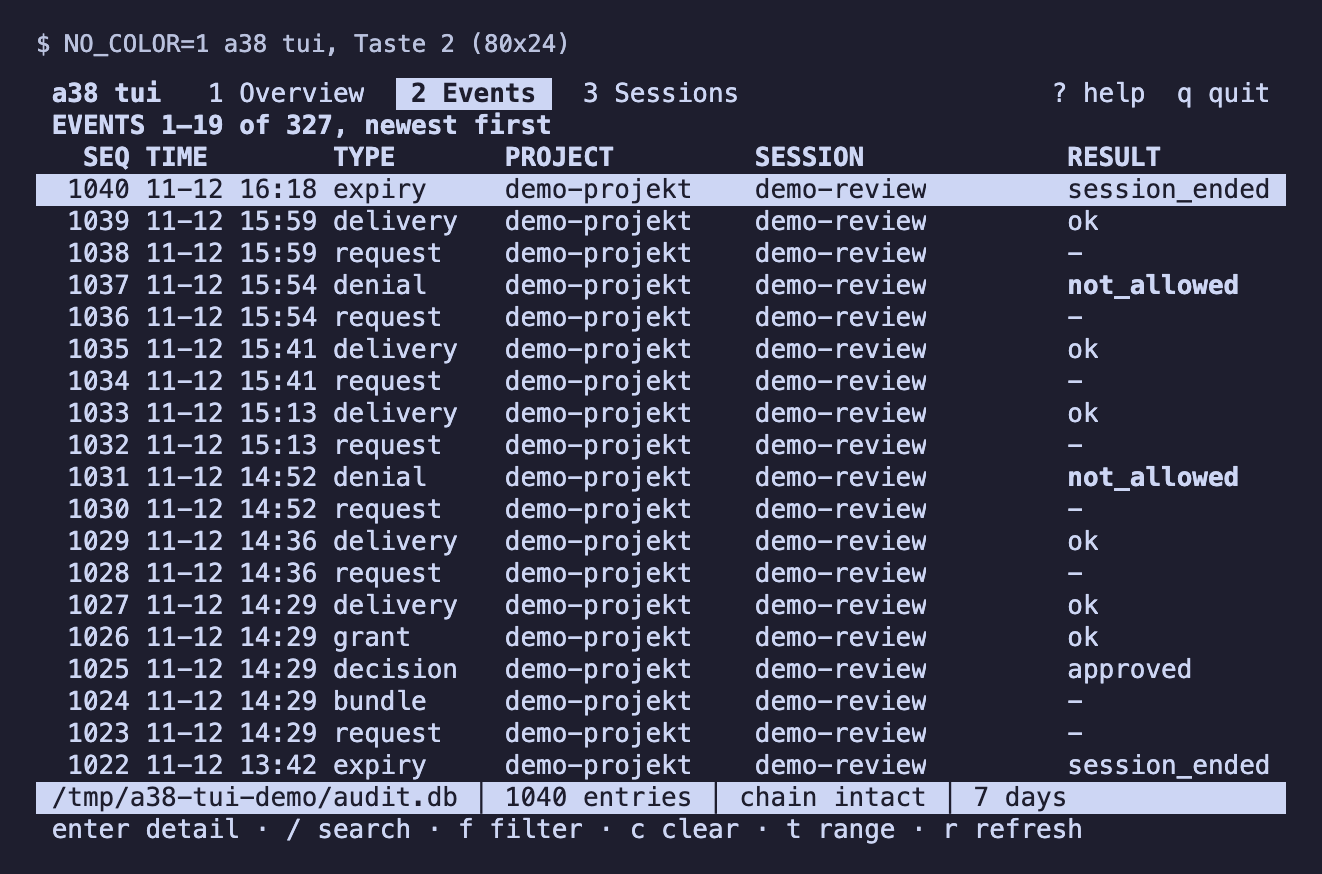 $ NO_COLOR=1 a38 tui, Taste 2 (80x24)
a38 tui   1 Overview   2 Events   3 Sessions   ? help  q quit
EVENTS 1–19 of 327, newest first
SEQ TIME        TYPE       PROJECT         SESSION             RESULT
1040 11-12 16:18 expiry     demo-projekt    demo-review         session_ended
1039 11-12 15:59 delivery   demo-projekt    demo-review         ok
1038 11-12 15:59 request    demo-projekt    demo-review         -
1037 11-12 15:54 denial     demo-projekt    demo-review         not_allowed
1036 11-12 15:54 request    demo-projekt    demo-review         -
1035 11-12 15:41 delivery   demo-projekt    demo-review         ok
1034 11-12 15:41 request    demo-projekt    demo-review         -
1033 11-12 15:13 delivery   demo-projekt    demo-review         ok
1032 11-12 15:13 request    demo-projekt    demo-review         -
1031 11-12 14:52 denial     demo-projekt    demo-review         not_allowed
1030 11-12 14:52 request    demo-projekt    demo-review         -
1029 11-12 14:36 delivery   demo-projekt    demo-review         ok
1028 11-12 14:36 request    demo-projekt    demo-review         -
1027 11-12 14:29 delivery   demo-projekt    demo-review         ok
1026 11-12 14:29 grant      demo-projekt    demo-review         ok
1025 11-12 14:29 decision   demo-projekt    demo-review         approved
1024 11-12 14:29 bundle     demo-projekt    demo-review         -
1023 11-12 14:29 request    demo-projekt    demo-review         -
1022 11-12 13:42 expiry     demo-projekt    demo-review         session_ended
/tmp/a38-tui-demo/audit.db │ 1040 entries │ chain intact │ 7 days
enter detail · / search · f filter · c clear · t range · r refresh